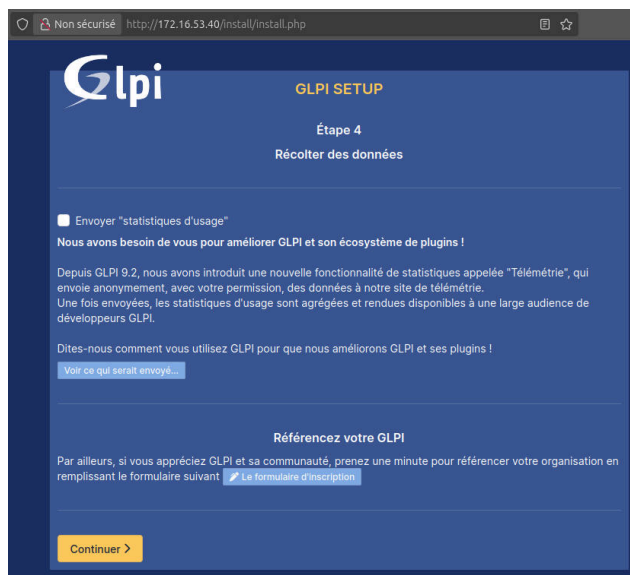 Non sécurisé http://172.16.53.40/install/install.php
Glpi
GLPI SETUP
Étape 4
Récolter des données
Envoyer "statistiques d'usage"
Nous avons besoin de vous pour améliorer GLPI et son écosystème de plugins !
Depuis GLPI 9.2, nous avons introduit une nouvelle fonctionnalité de statistiques appelée "Télémétrie", qui
envoie anonymement, avec votre permission, des données à notre site de télémétrie.
Une fois envoyées, les statistiques d'usage sont agrégées et rendues disponibles à une large audience de
développeurs GLPI.
Dites-nous comment vous utilisez GLPI pour que nous améliorons GLPI et ses plugins !
Voir ce qui serait envoyé...
Référencez votre GLPI
Par ailleurs, si vous appréciez GLPI et sa communauté, prenez une minute pour référencer votre organisation en
remplissant le formulaire suivant Le formulaire d'inscription
Continuer